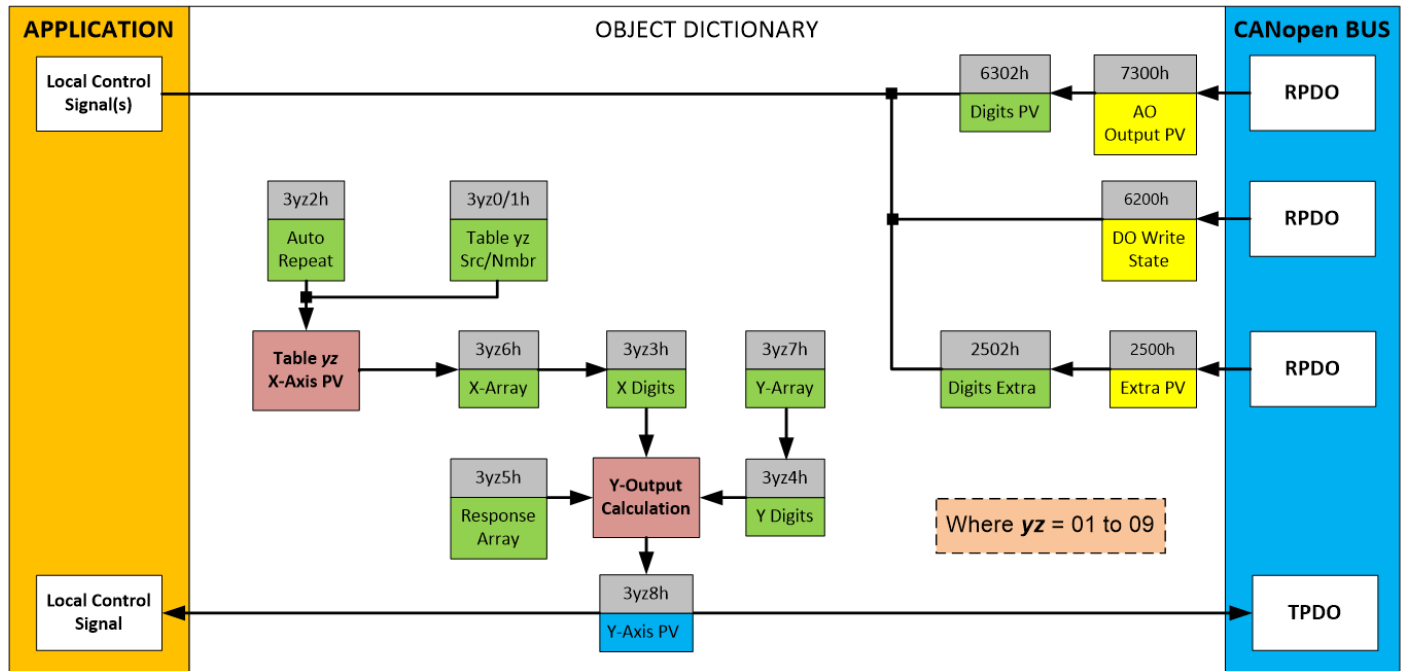 APPLICATION
OBJECT DICTIONARY
CANopen BUS
Local Control
Signal(s)
6302h
Digits PV
7300h
AO
Output PV
RPDO
3yz2h
Auto
Repeat
3yz0/1h
Table yz
Src/Nmbr
6200h
DO Write
State
RPDO
Table yz
X-Axis PV
3yz6h
X-Array
3yz3h
X Digits
3yz7h
Y-Array
2502h
Digits Extra
2500h
Extra PV
RPDO
3yz5h
Response
Array
Y-Output
Calculation
3yz4h
Y Digits
Where yz = 01 to 09
Local Control
Signal
3yz8h
Y-Axis PV
TPDO